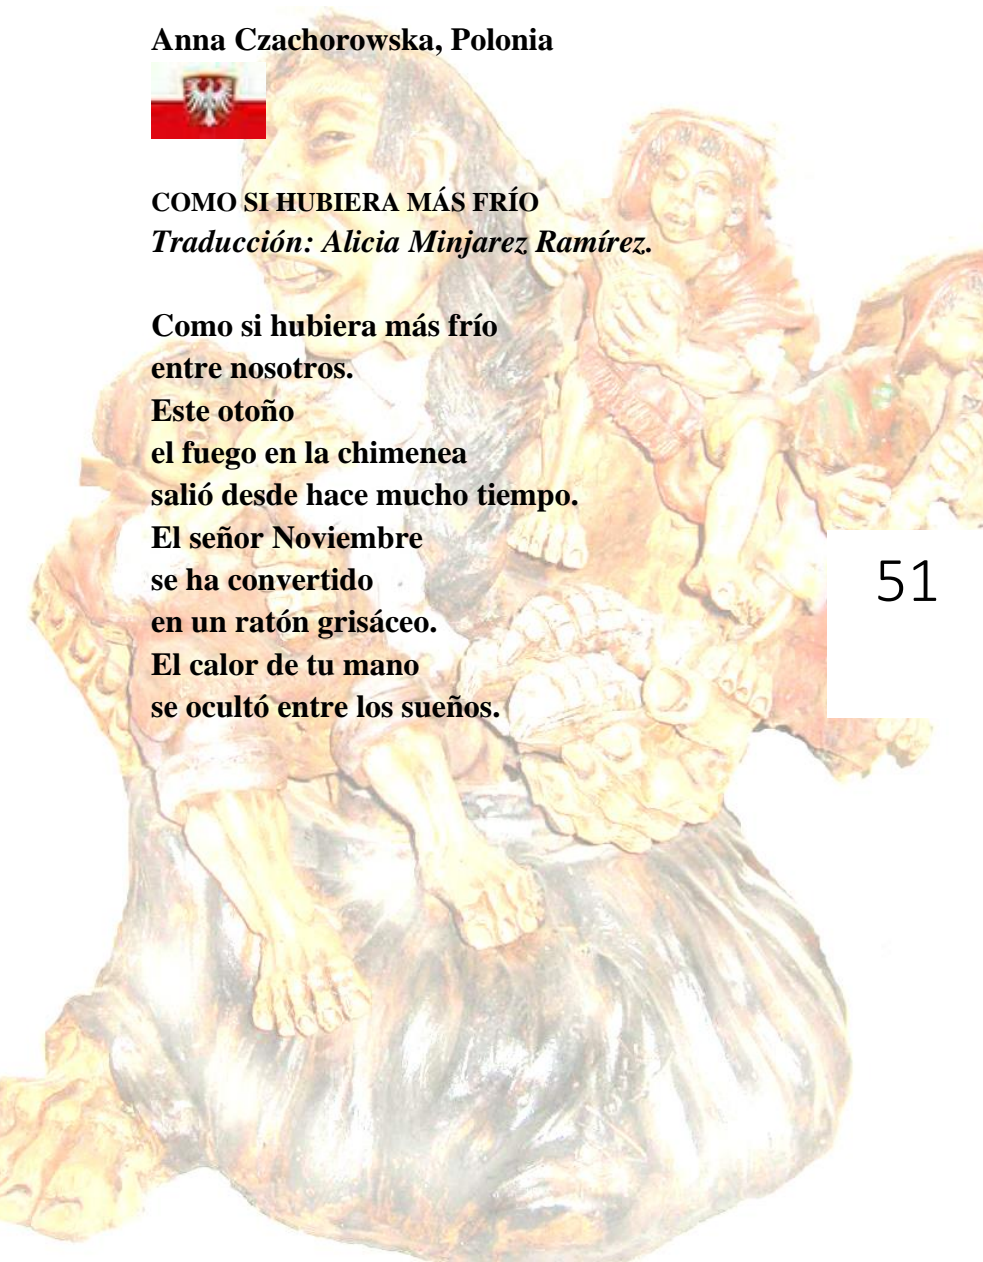 Anna Czachorowska, Polonia
COMO SI HUBIERA MÁS FRÍO
Traducción: Alicia Minjarez Ramírez.
Como si hubiera más frío
entre nosotros.
Este otoño
el fuego en la chimenea
salió desde hace mucho tiempo.
El señor Noviembre
se ha convertido
en un ratón grisáceo.
El calor de tu mano
se ocultó entre los sueños.
51